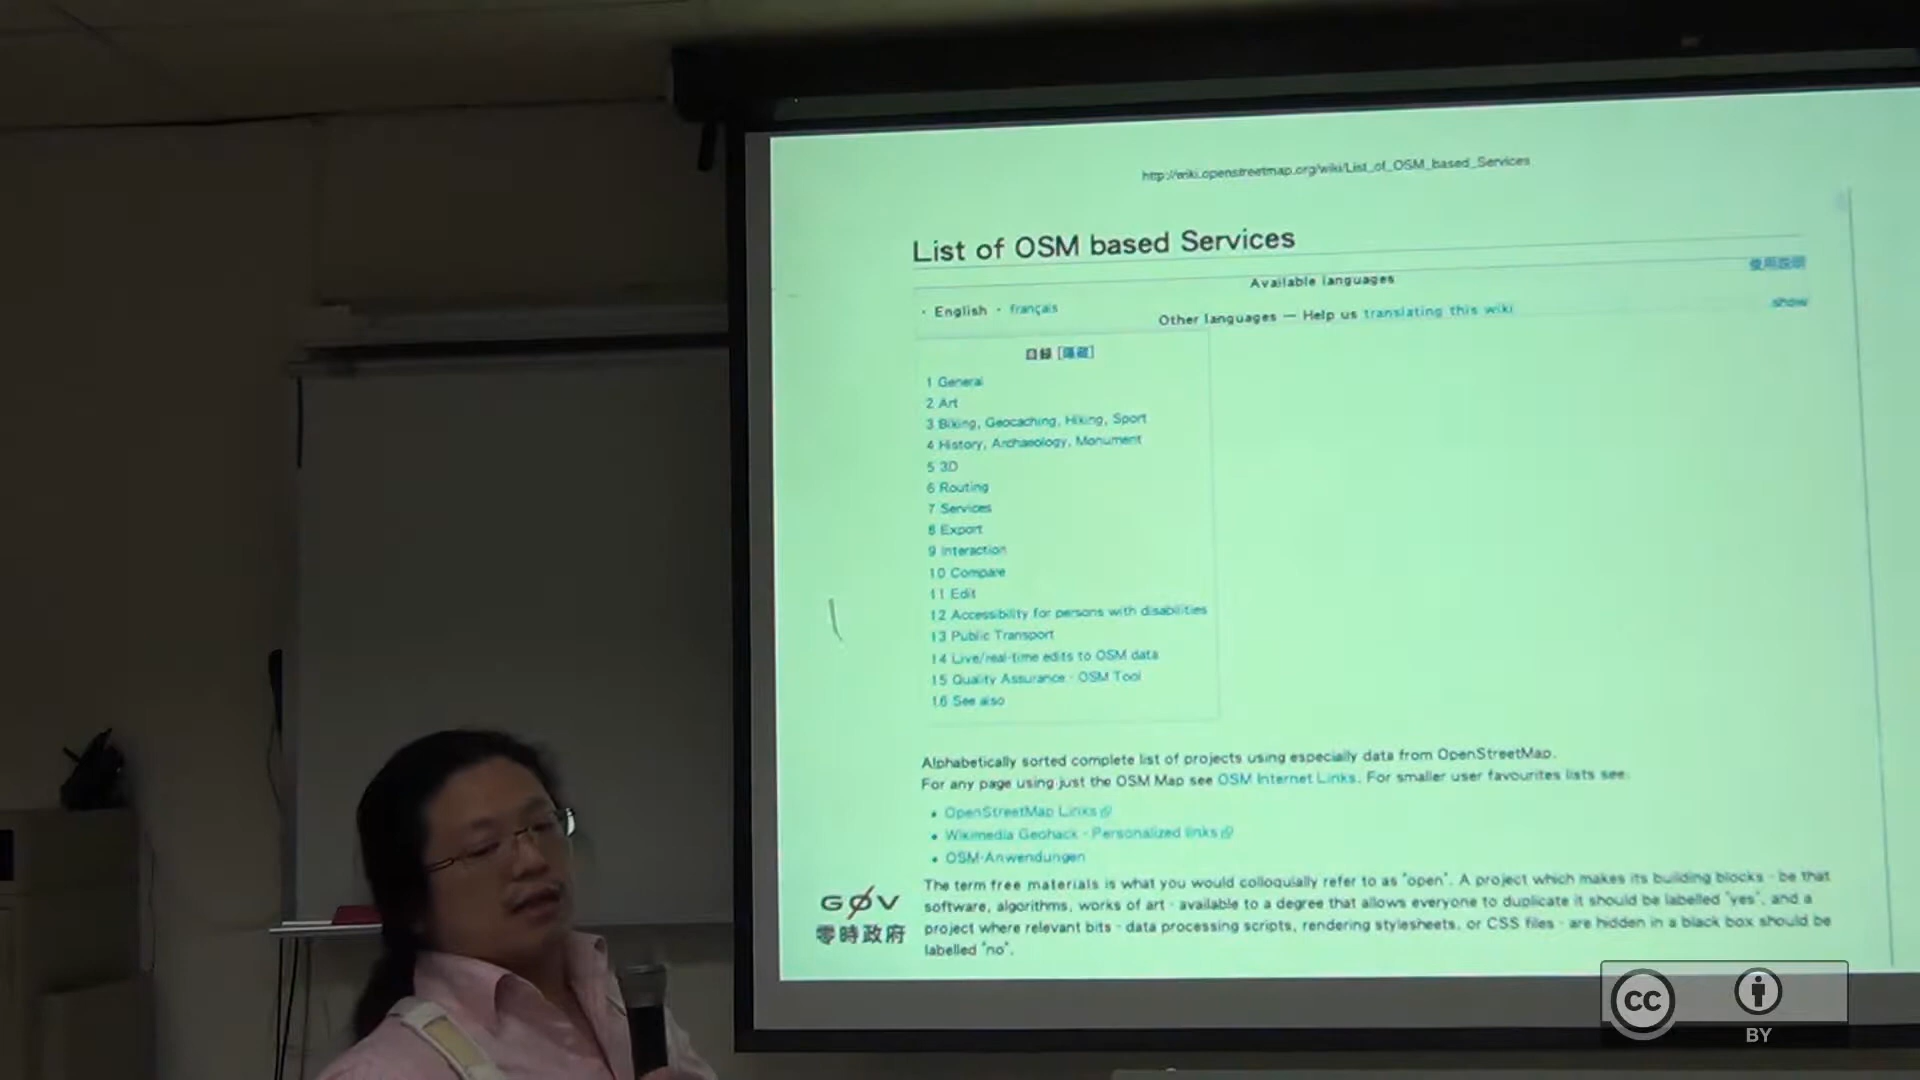 http://wiki.openstreetmap.org/wiki/List_of_OSM_based_Services
List of OSM based Services
使用說明
Available languages
· English · français
show
Other languages — Help us translating this wiki
目錄 [隱藏]
1 General
2 Art
3 Biking, Geocaching, Hiking, Sport
4 History, Archaeology, Monument
5 3D
6 Routing
7 Services
8 Export
9 Interaction
10 Compare
11 Edit
12 Accessibility for persons with disabilities
13 Public Transport
14 Live/real-time edits to OSM data
15 Quality Assurance - OSM Tool
16 See also
Alphabetically sorted complete list of projects using especially data from OpenStreetMap.
For any page using just the OSM Map see OSM Internet Links. For smaller user favourites lists see:
• OpenStreetMap Links
• Wikimedia Geohack - Personalized links
• OSM-Anwendungen
The term free materials is what you would colloquially refer to as "open". A project which makes its building blocks - be that
software, algorithms, works of art - available to a degree that allows everyone to duplicate it should be labelled "yes", and a
project where relevant bits - data processing scripts, rendering stylesheets, or CSS files - are hidden in a black box should be
labelled "no".
GØV
零時政府
CC
BY